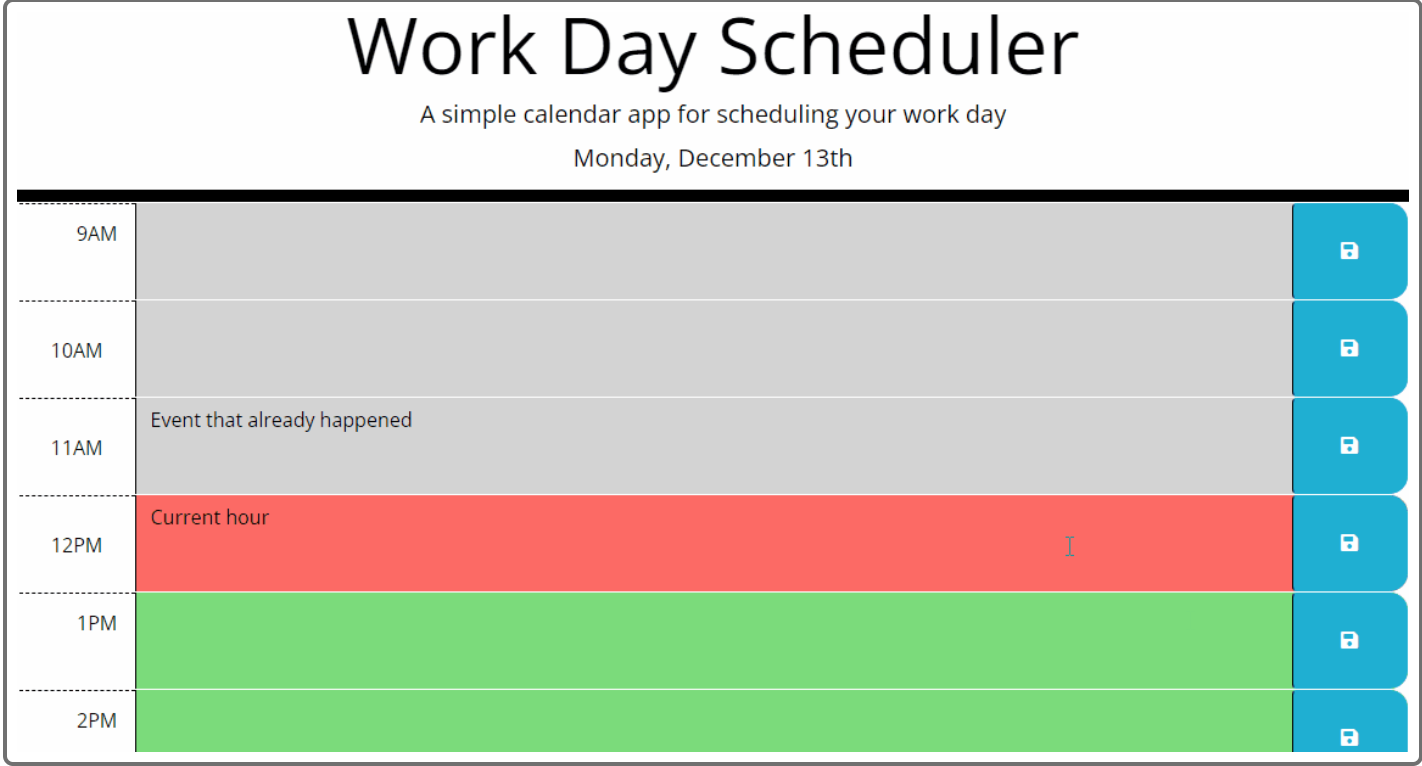 Work Day Scheduler
A simple calendar app for scheduling your work day
Monday, December 13th
9AM
10AM
Event that already happened
11AM
Current hour
12PM
1PM
2PM